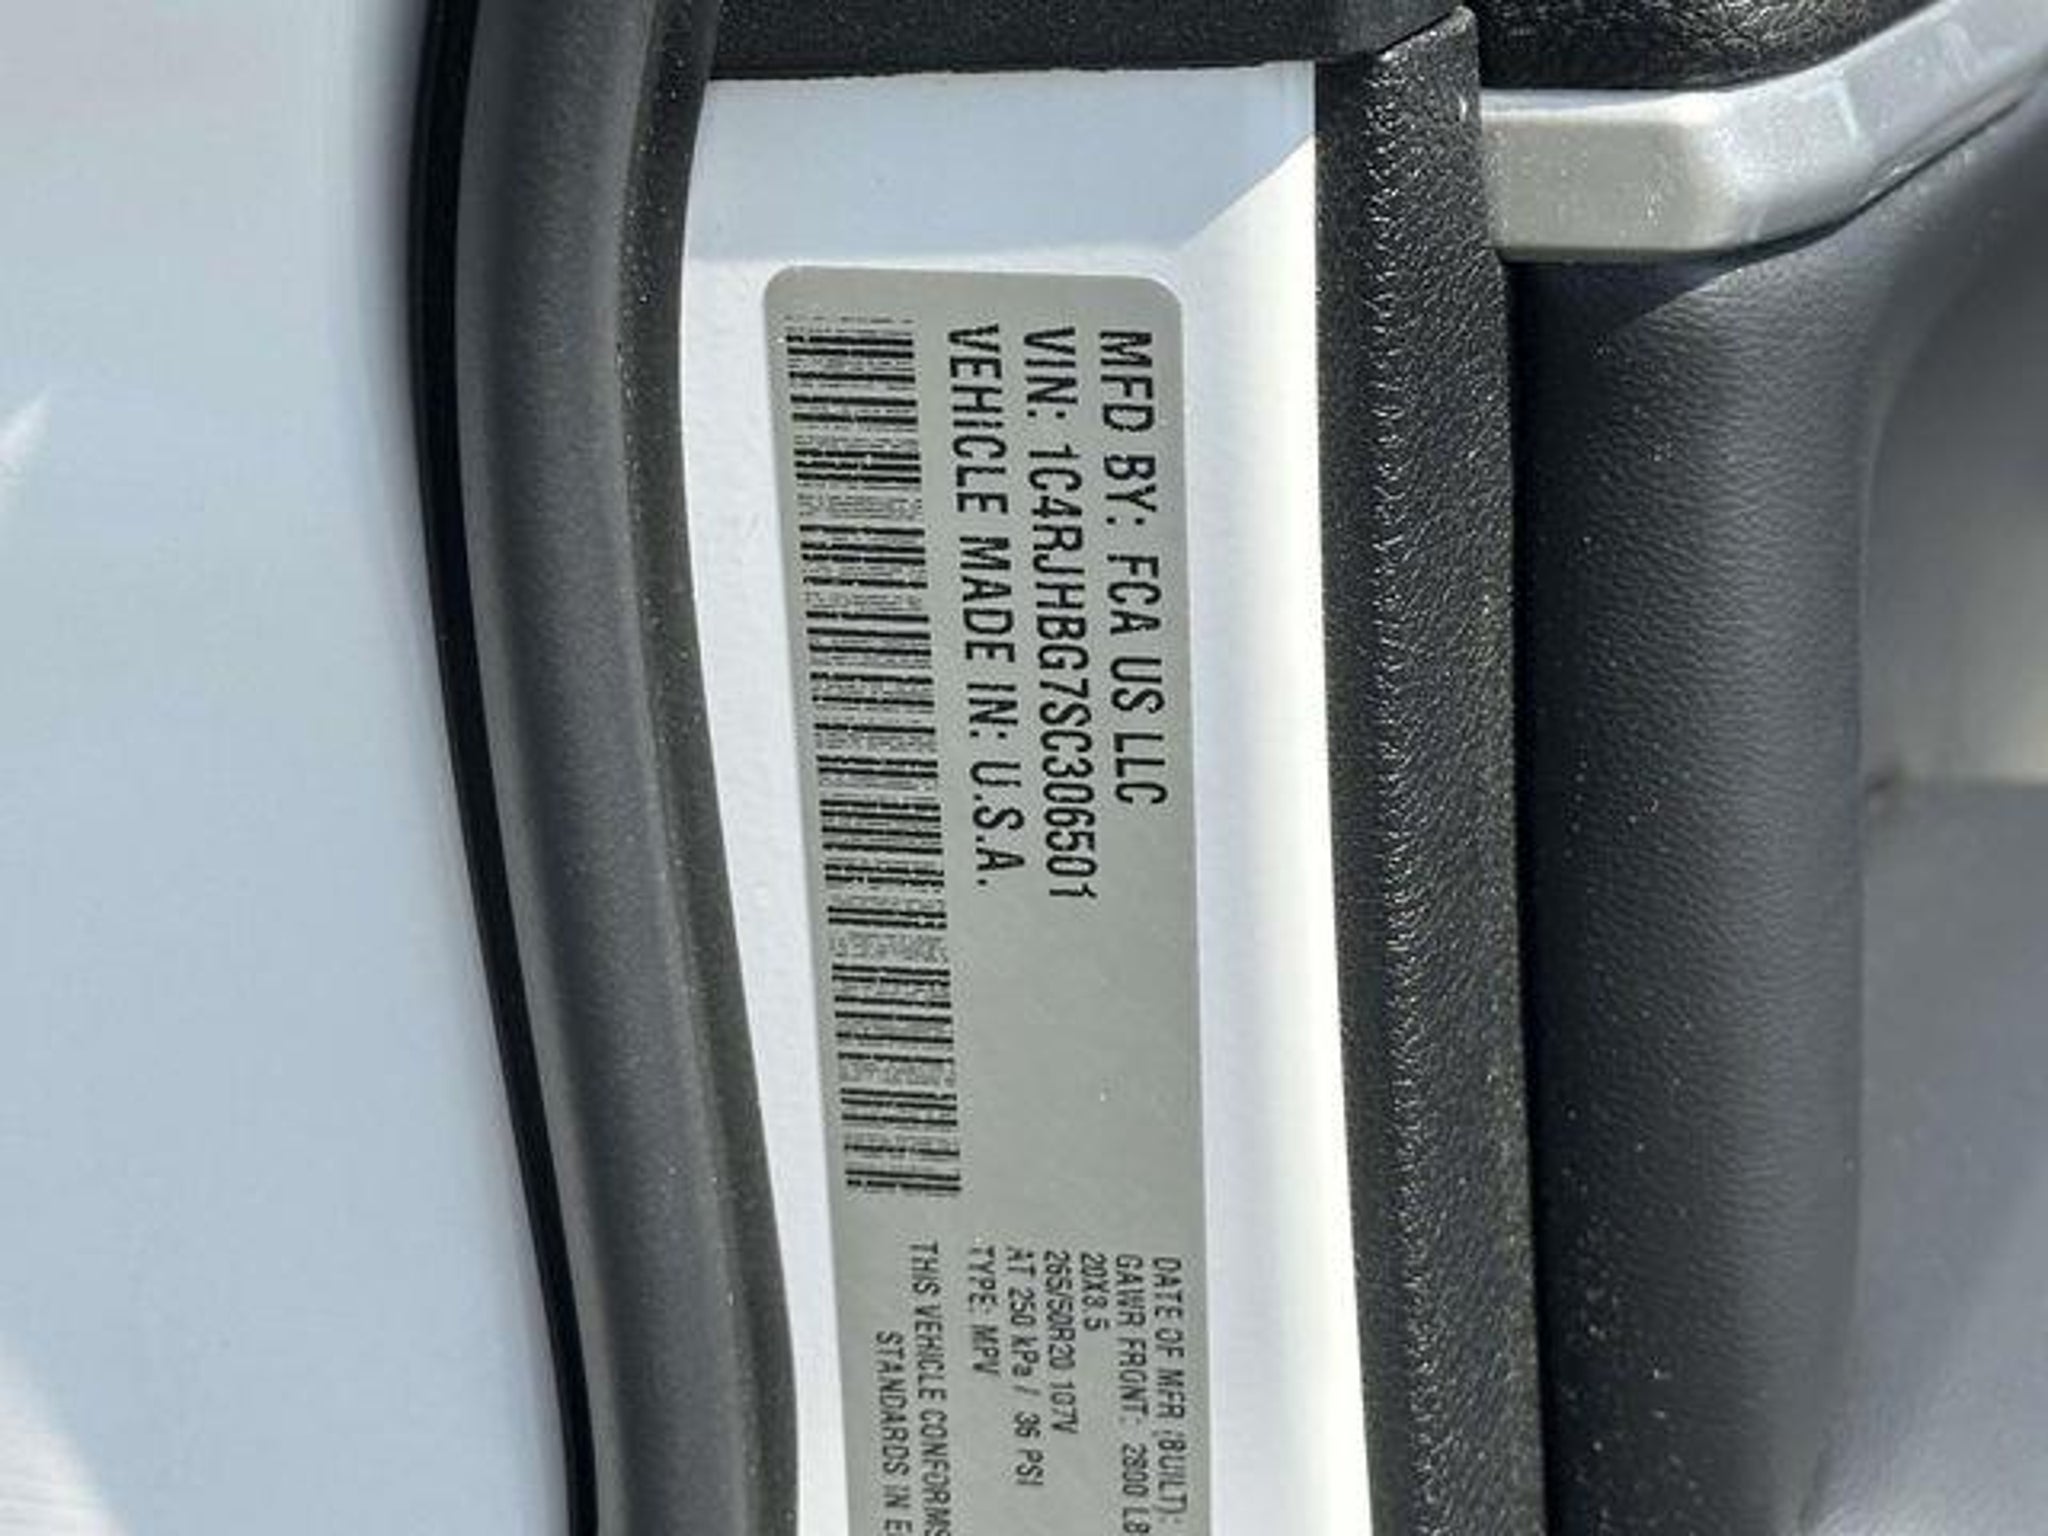 MFD BY: FCA US LLC
VIN: 1C4RJHBG7SC306501
VEHICLE MADE IN: U.S.A.
DATE OF MFR (BUILT):
GAWR FRONT: 2800 LB
20X8.5
265/50R20 107V
AT 250 kPa / 36 PSI
TYPE: MPV
THIS VEHICLE CONFORMS
STANDARDS IN E